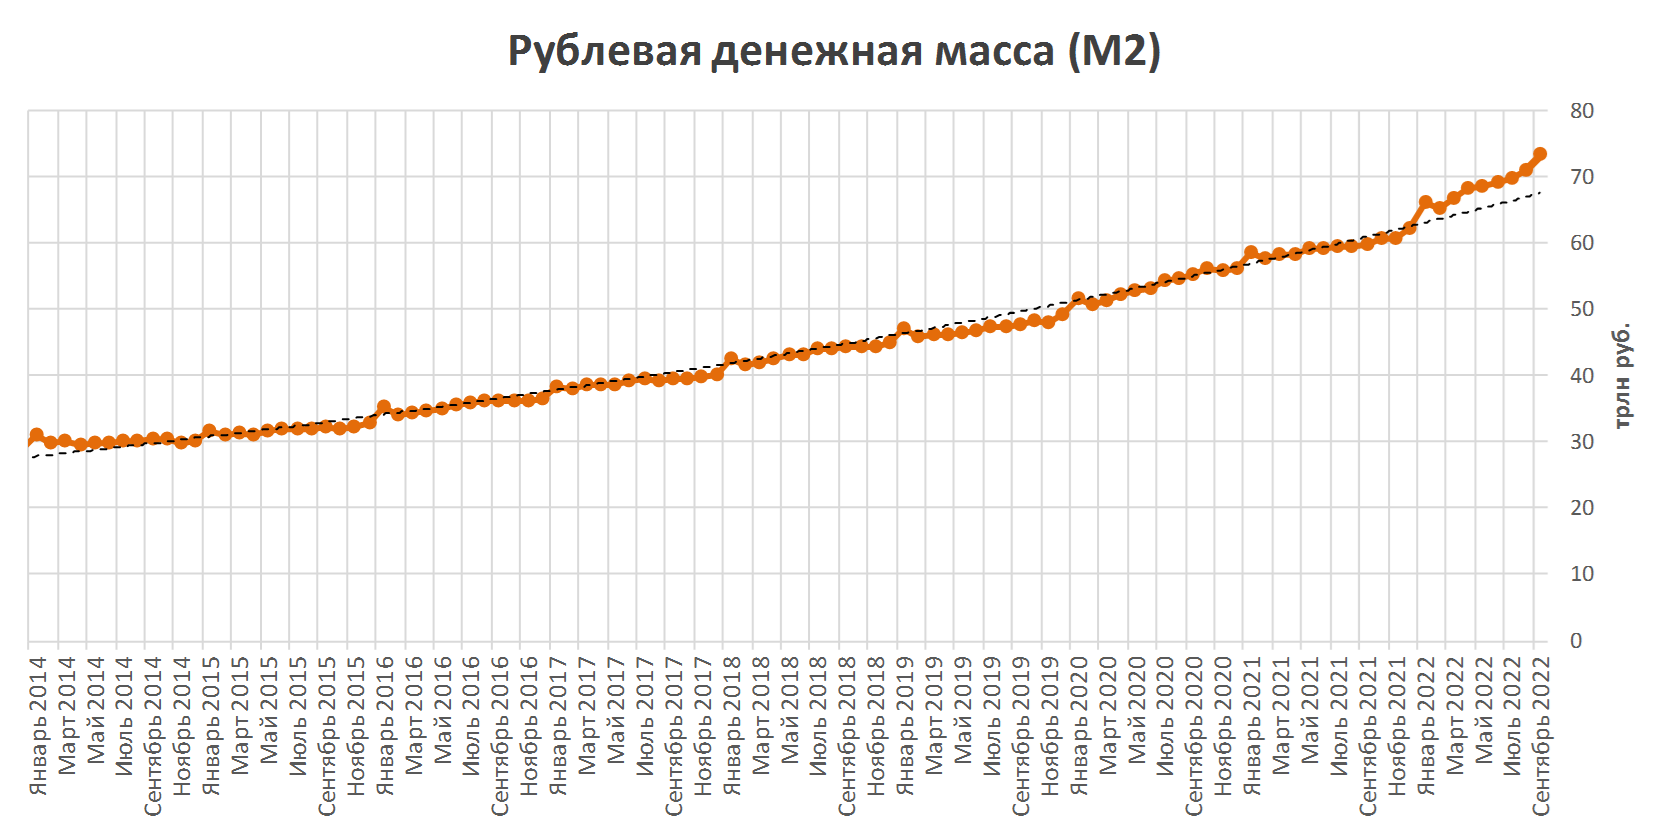 Рублевая денежная масса (М2)
80
70
60
50
40
30
20
10
0
трлн руб.
Январь 2014
Март 2014
Май 2014
Июль 2014
Сентябрь 2014
Ноябрь 2014
Январь 2015
Март 2015
Май 2015
Июль 2015
Сентябрь 2015
Ноябрь 2015
Январь 2016
Март 2016
Май 2016
Июль 2016
Сентябрь 2016
Ноябрь 2016
Январь 2017
Март 2017
Май 2017
Июль 2017
Сентябрь 2017
Ноябрь 2017
Январь 2018
Март 2018
Май 2018
Июль 2018
Сентябрь 2018
Ноябрь 2018
Январь 2019
Март 2019
Май 2019
Июль 2019
Сентябрь 2019
Ноябрь 2019
Январь 2020
Март 2020
Май 2020
Июль 2020
Сентябрь 2020
Ноябрь 2020
Январь 2021
Март 2021
Май 2021
Июль 2021
Сентябрь 2021
Ноябрь 2021
Январь 2022
Март 2022
Май 2022
Июль 2022
Сентябрь 2022